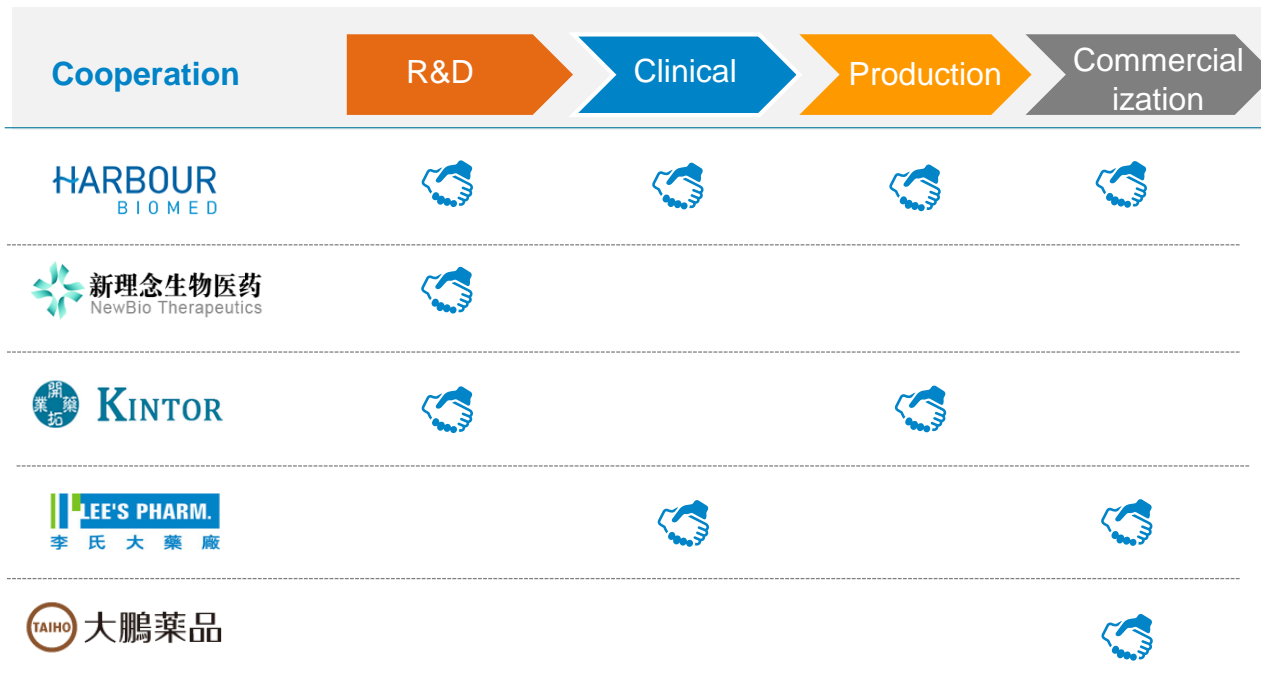 Cooperation
R&D
Clinical
Production
Commercial
ization
HARBOUR
BIOMED
新理念生物医药
NewBio Therapeutics
開
業 藥
拓
KINTOR
LEE'S PHARM.
李氏大藥廠
TAIHO 大鵬薬品